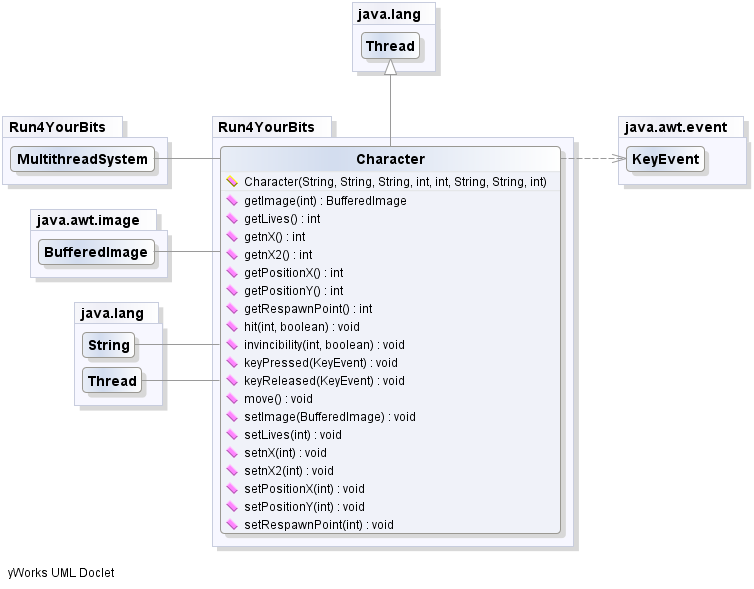 java.lang
Thread
Run4YourBits
MultithreadSystem
java.awt.image
BufferedImage
java.lang
String
Thread
Run4YourBits
Character
Character(String, String, String, int, int, String, String, int)
getImage(int) : BufferedImage
getLives() : int
getnX() : int
getnX2() : int
getPositionX() : int
getPositionY() : int
getRespawnPoint() : int
hit(int, boolean) : void
invincibility(int, boolean) : void
keyPressed(KeyEvent) : void
keyReleased(KeyEvent) : void
move() : void
setImage(BufferedImage) : void
setLives(int) : void
setnX(int) : void
setnX2(int) : void
setPositionX(int) : void
setPositionY(int) : void
setRespawnPoint(int) : void
java.awt.event
KeyEvent
yWorks UML Doclet